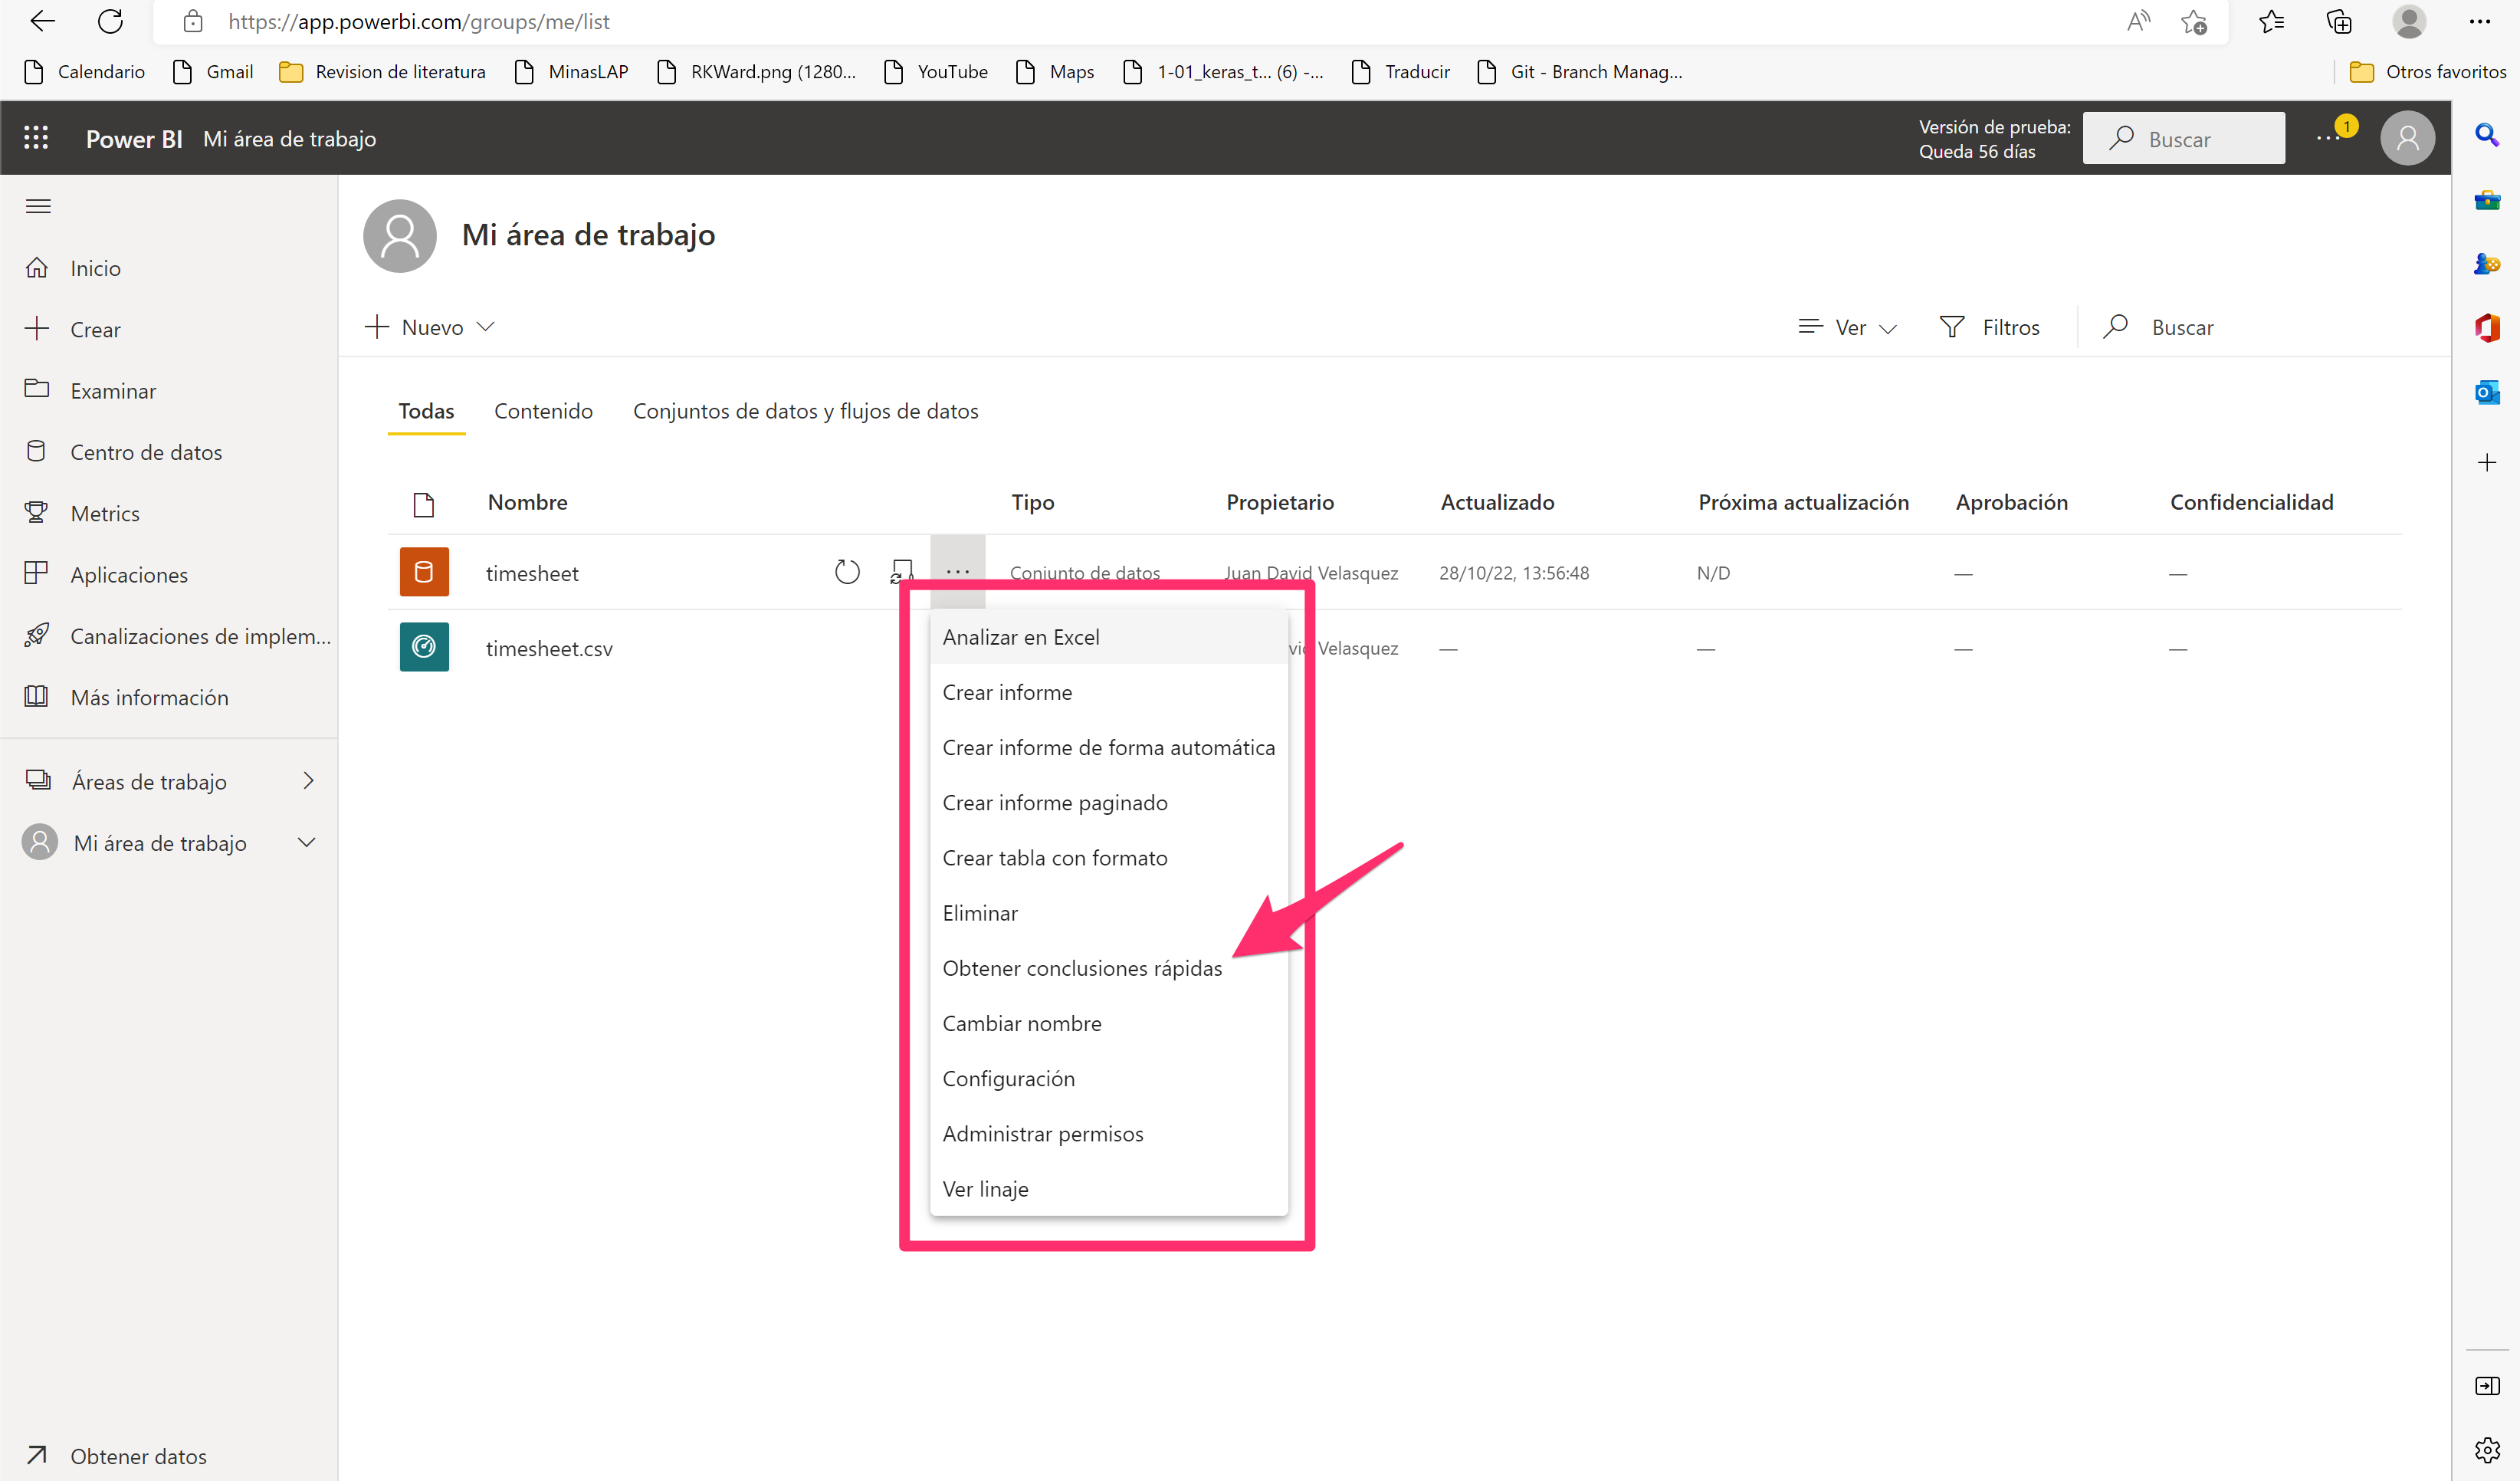 https://app.powerbi.com/groups/me/list
Calendario Gmail Revision de literatura MinasLAP RKWard.png (1280... YouTube Maps 1-01_keras_t... (6) -... Traducir Git - Branch Manag... Otros favoritos
Power BI Mi área de trabajo
Versión de prueba:
Queda 56 días
Buscar
1
Mi área de trabajo
Inicio
Crear
Examinar
Centro de datos
Metrics
Aplicaciones
Canalizaciones de implem...
Más información
Áreas de trabajo
Mi área de trabajo
Obtener datos
Nuevo
Ver Filtros Buscar
Todas Contenido Conjuntos de datos y flujos de datos
Nombre Tipo Propietario Actualizado Próxima actualización Aprobación Confidencialidad
timesheet ... Conjunto de datos Juan David Velasquez 28/10/22, 13:56:48 N/D — —
timesheet.csv Velasquez — — — —
Analizar en Excel
Crear informe
Crear informe de forma automática
Crear informe paginado
Crear tabla con formato
Eliminar
Obtener conclusiones rápidas
Cambiar nombre
Configuración
Administrar permisos
Ver linaje